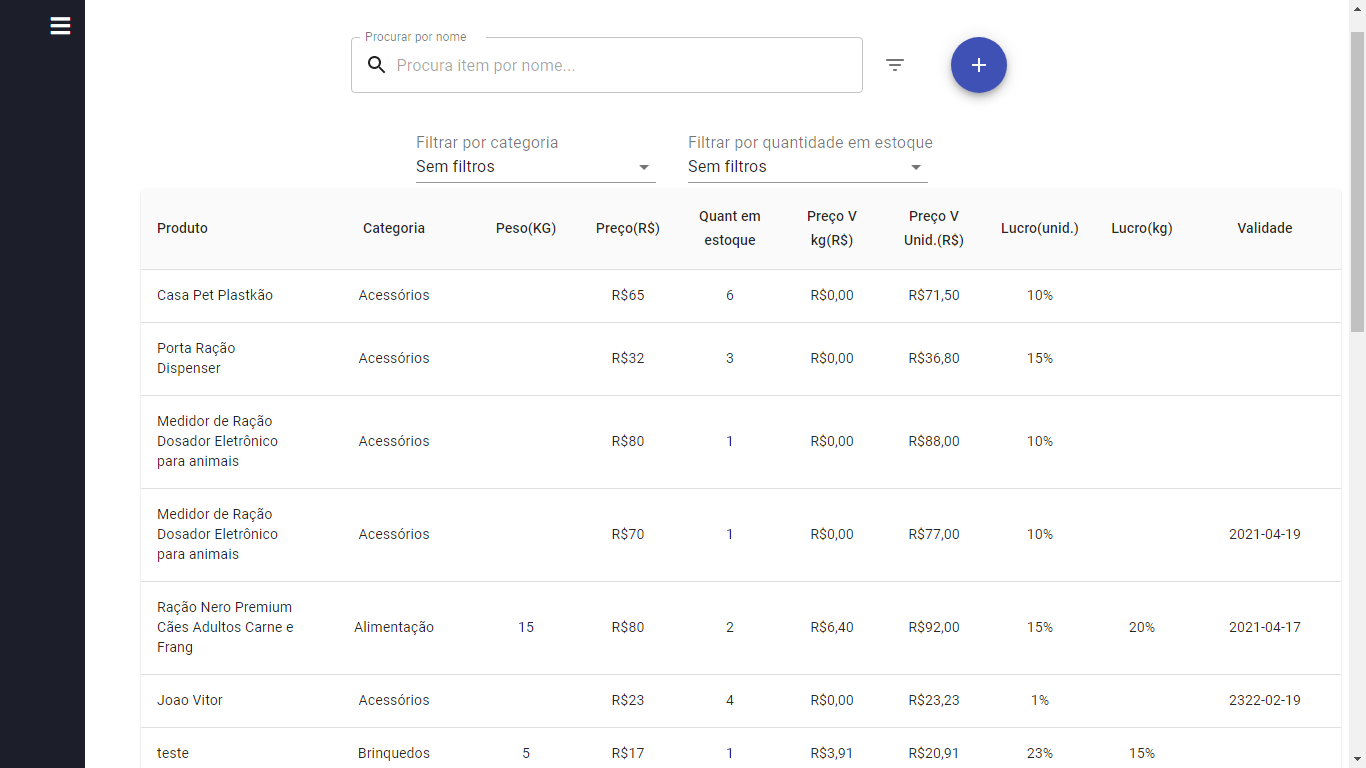 Procurar por nome
Procura item por nome...
Filtrar por categoria Filtrar por quantidade em estoque
Sem filtros Sem filtros
Produto Categoria Peso(KG) Preço(R$) Quant em estoque Preço V kg(R$) Preço V Unid.(R$) Lucro(unid.) Lucro(kg) Validade
Casa Pet Plastkão Acessórios R$65 6 R$0,00 R$71,50 10%
Porta Ração
Dispenser Acessórios R$32 3 R$0,00 R$36,80 15%
Medidor de Ração
Dosador Eletrônico Acessórios R$80 1 R$0,00 R$88,00 10%
para animais
Medidor de Ração
Dosador Eletrônico Acessórios R$70 1 R$0,00 R$77,00 10% 2021-04-19
para animais
Ração Nero Premium
Cães Adultos Carne e Alimentação 15 R$80 2 R$6,40 R$92,00 15% 20% 2021-04-17
Frang
Joao Vitor Acessórios R$23 4 R$0,00 R$23,23 1% 2322-02-19
teste Brinquedos 5 R$17 1 R$3,91 R$20,91 23% 15%